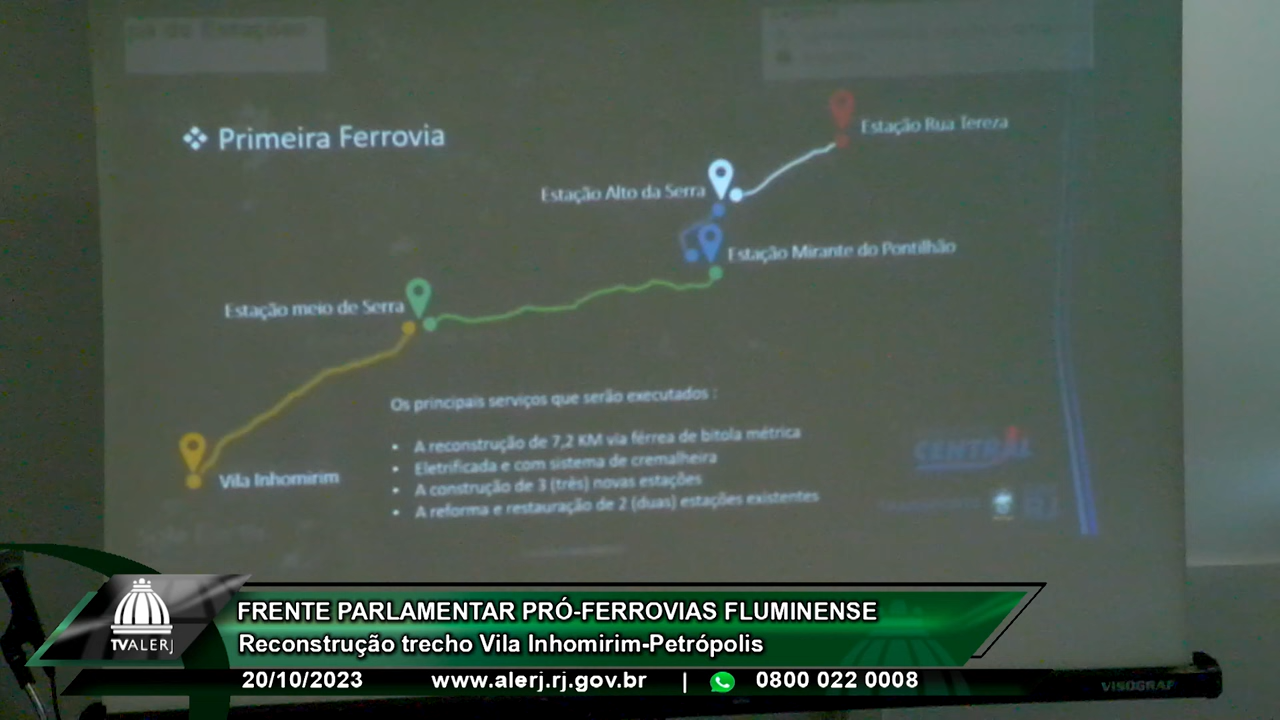 Primeira Ferrovia
Estação Rua Tereza
Estação Alto da Serra
Estação Mirante do Pontilhão
Estação meio de Serra
Vila Inhomirim
Os principais serviços que serão executados :
• A reconstrução de 7,2 KM via férrea de bitola métrica
• Eletrificada e com sistema de cremalheira
• A construção de 3 (três) novas estações
• A reforma e restauração de 2 (duas) estações existentes
CENTRAL
TVALERJ
FRENTE PARLAMENTAR PRÓ-FERROVIAS FLUMINENSE
Reconstrução trecho Vila Inhomirim-Petrópolis
20/10/2023 www.alerj.rj.gov.br | 0800 022 0008
VISOGRAF